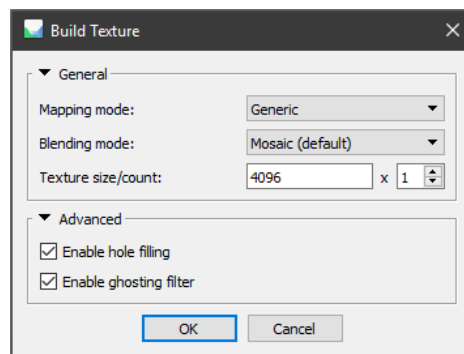 Build Texture
General
Mapping mode: Generic
Blending mode: Mosaic (default)
Texture size/count: 4096 x 1
Advanced
Enable hole filling
Enable ghosting filter
OK Cancel